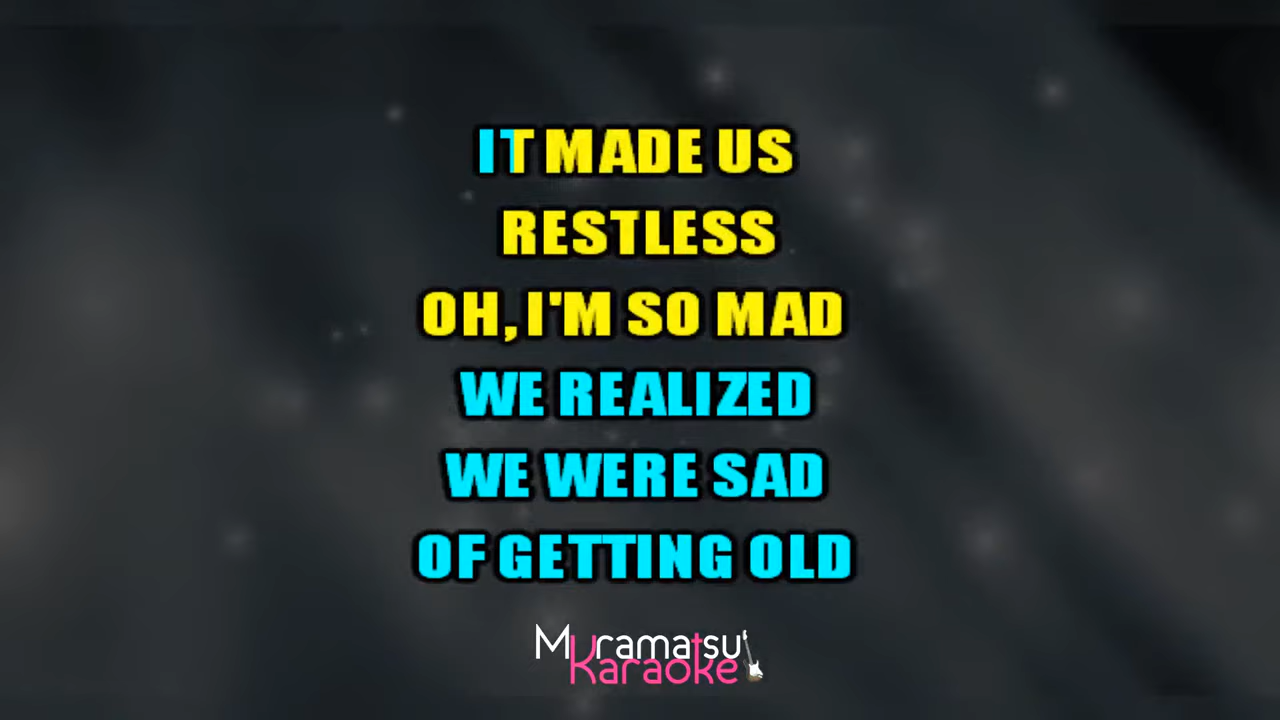 IT MADE US
RESTLESS
OH, I'M SO MAD
WE REALIZED
WE WERE SAD
OF GETTING OLD
Muramatsu
Karaoke